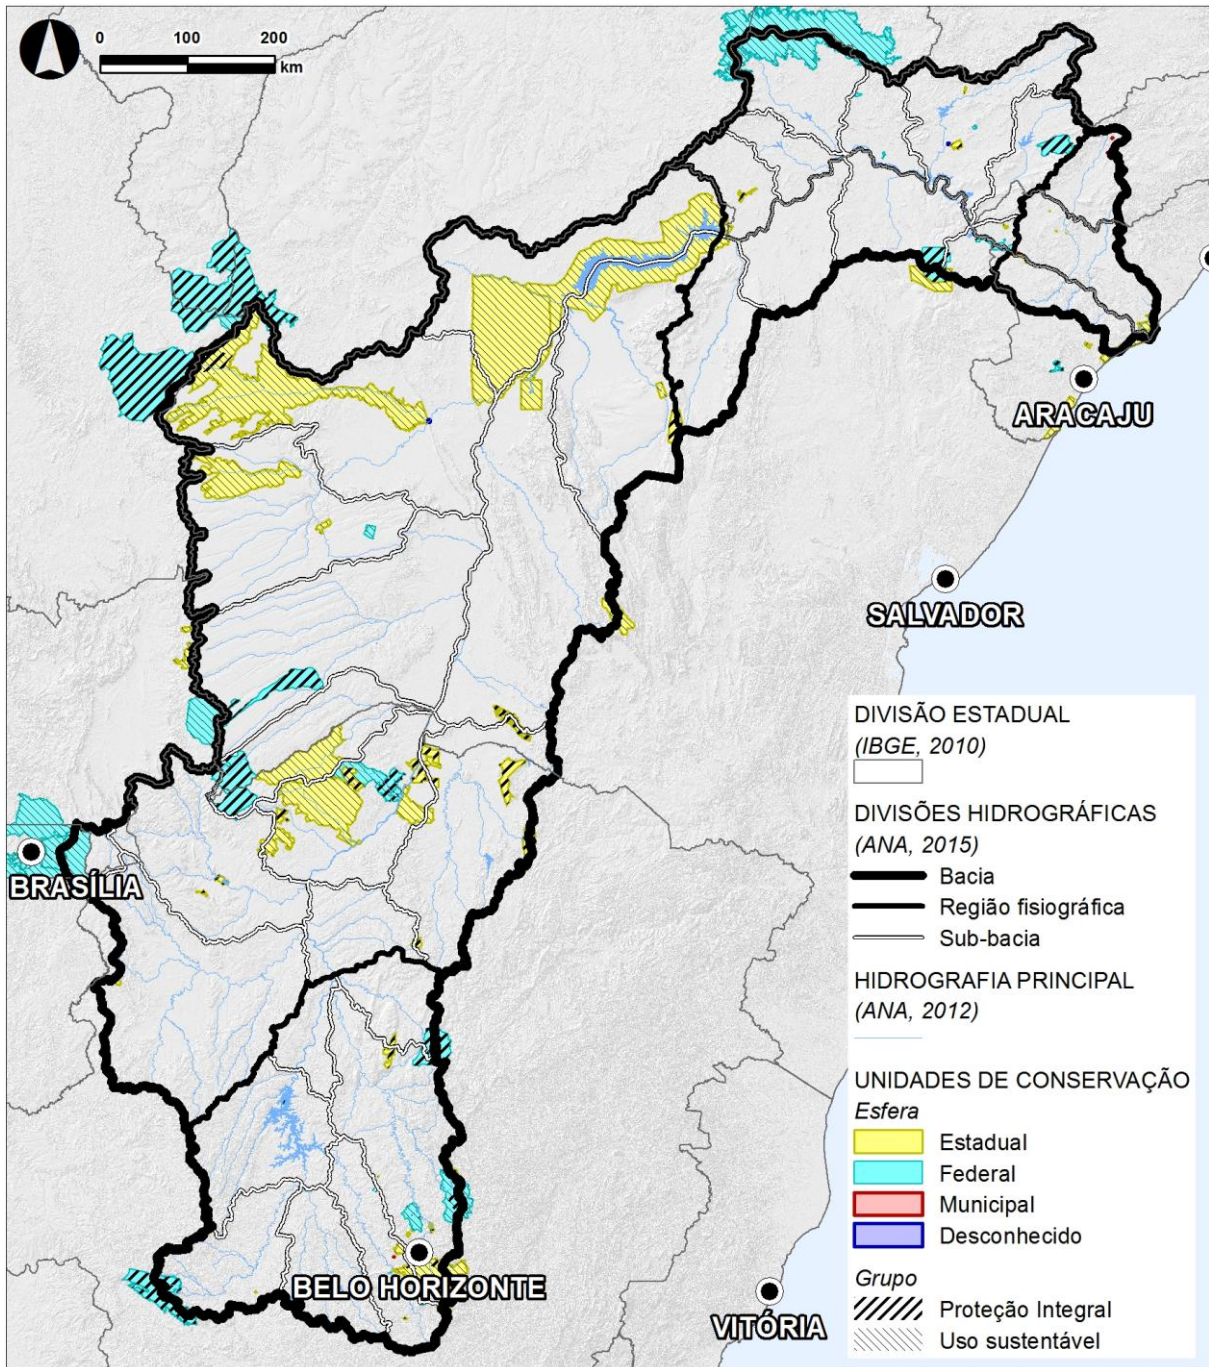 0 100 200
km
ARACAJU
SALVADOR
BRASÍLIA
BELO HORIZONTE
VITÓRIA
DIVISÃO ESTADUAL
(IBGE, 2010)
DIVISÕES HIDROGRÁFICAS
(ANA, 2015)
Bacia
Região fisiográfica
Sub-bacia
HIDROGRAFIA PRINCIPAL
(ANA, 2012)
UNIDADES DE CONSERVAÇÃO
Esfera
Estadual
Federal
Municipal
Desconhecido
Grupo
Proteção Integral
Uso sustentável